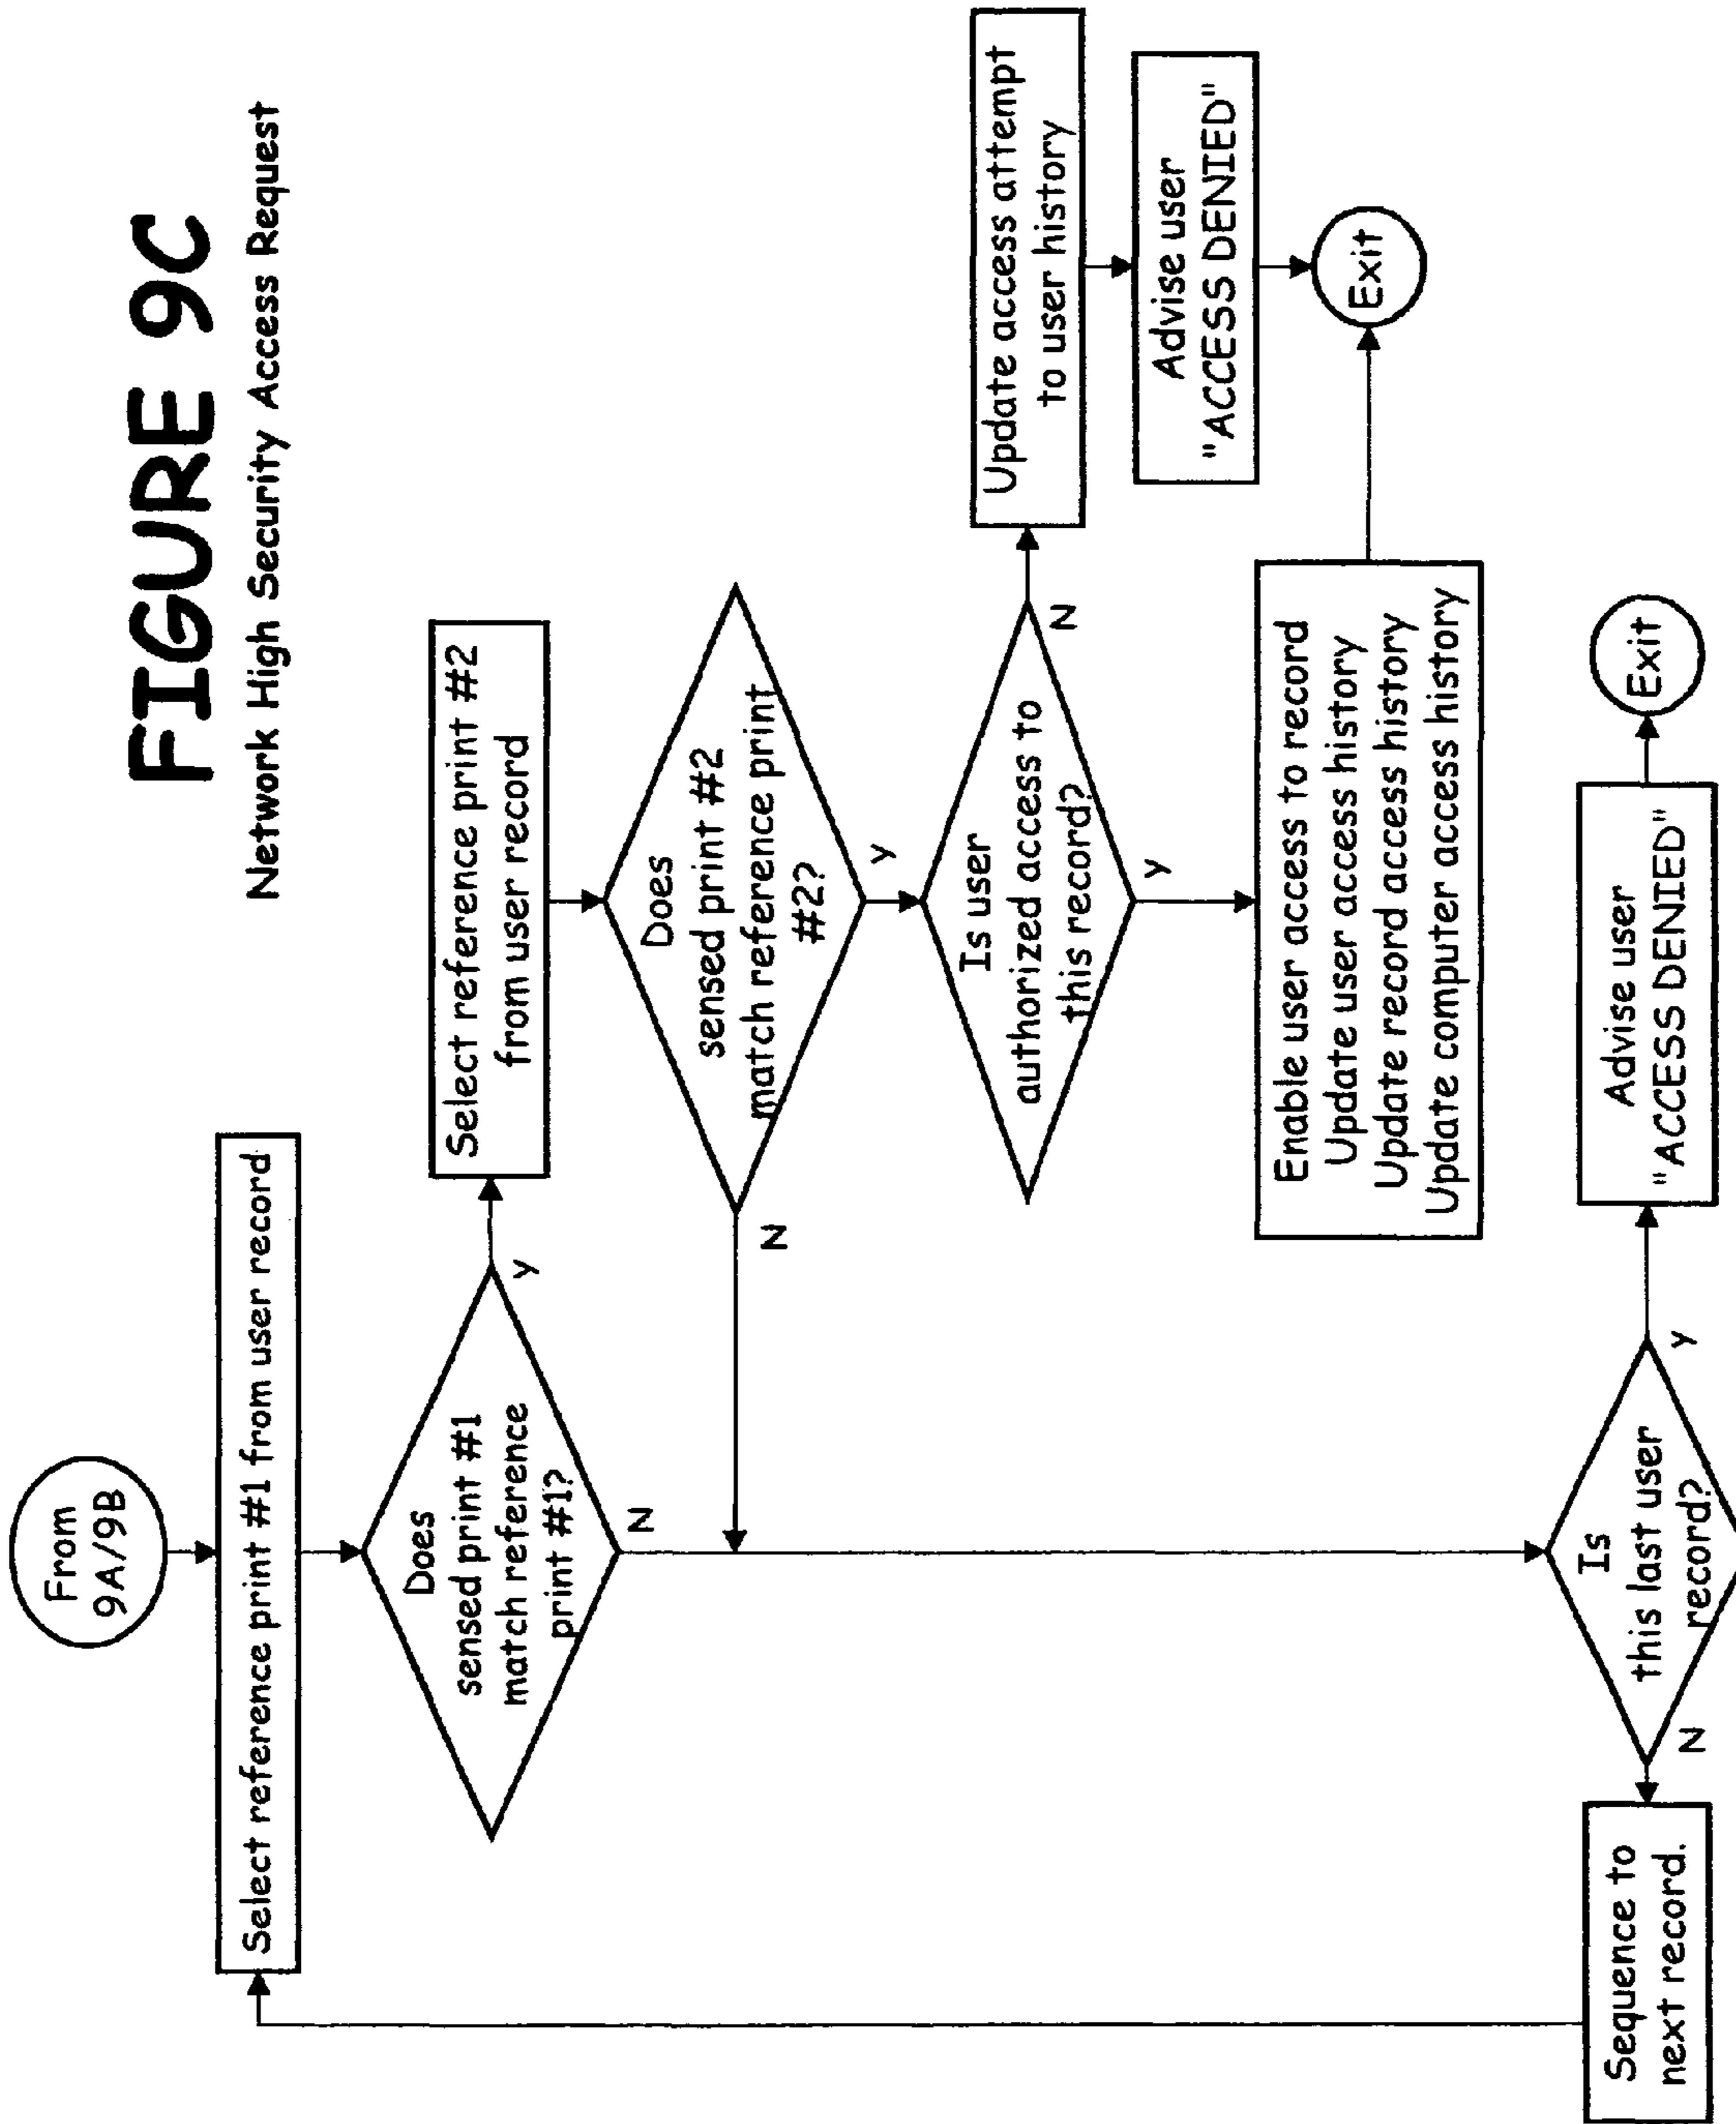 FIGURE 9C
Network High Security Access Request
From
9A/9B
Select reference print #1 from user record
Does
sensed print #1
match reference
print #1?
Y
N
Select reference print #2
from user record
Does
sensed print #2
match reference print
#2?
N
Y
Is user
authorized access to
this record?
N
Y
Update access attempt
to user history
Advise user
"ACCESS DENIED"
Exit
Enable user access to record
Update user access history
Update record access history
Update computer access history
Is
this last user
record?
N
Y
Sequence to
next record.
Advise user
"ACCESS DENIED"
Exit